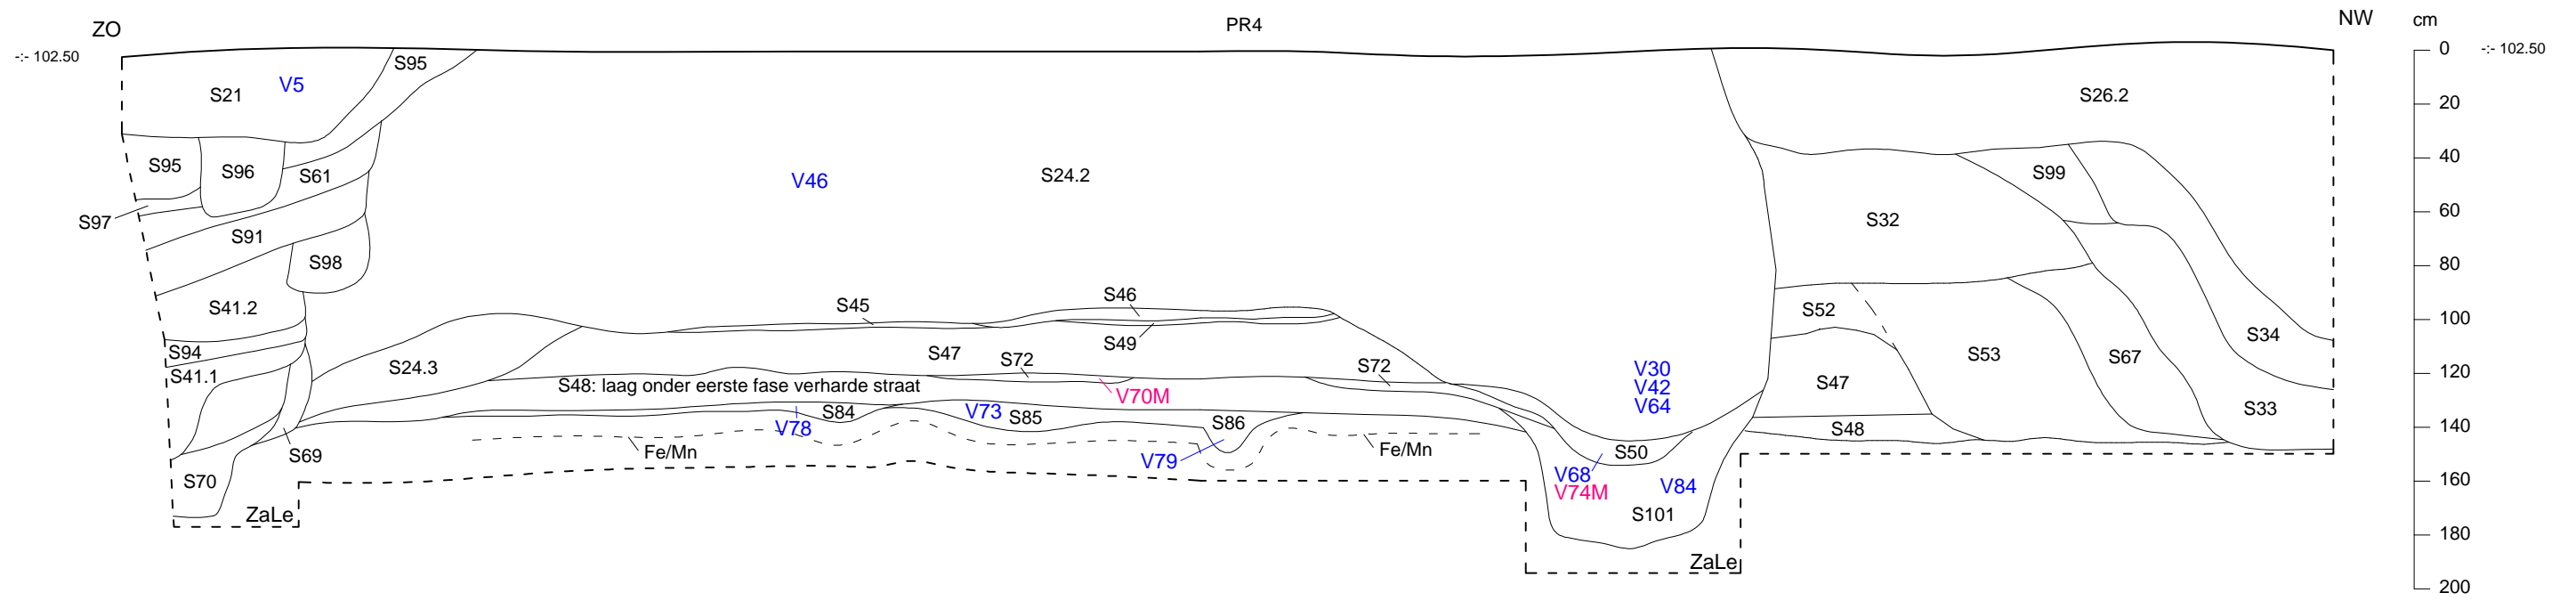 PR4
ZO
NW
cm
-:- 102.50
0
-:- 102.50
S95
S21
V5
S26.2
20
S95
S96
S61
V46
S24.2
S99
40
S97
S91
S32
60
S98
80
S41.2
S45
S46
S52
100
S94
S49
S47
S72
S72
S53
S67
S34
S41.1
S24.3
S48: laag onder eerste fase verharde straat
V70M
V30
V42
V64
S47
120
S33
S84
V73
S85
S86
V78
S48
140
S69
Fe/Mn
V79
Fe/Mn
S50
S70
V68
V74M
V84
160
ZaLe
S101
180
ZaLe
200